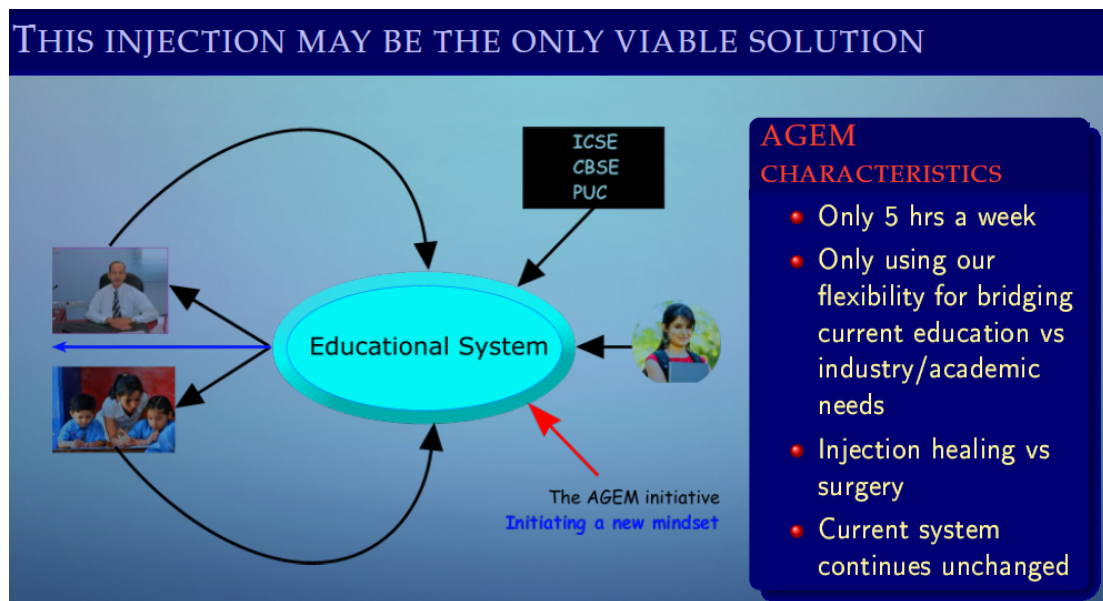 THIS INJECTION MAY BE THE ONLY VIABLE SOLUTION
ICSE
CBSE
PUC
Educational System
The AGEM initiative
Initiating a new mindset
AGEM
CHARACTERISTICS
Only 5 hrs a week
Only using our
flexibility for bridging
current education vs
industry/academic
needs
Injection healing vs
surgery
Current system
continues unchanged